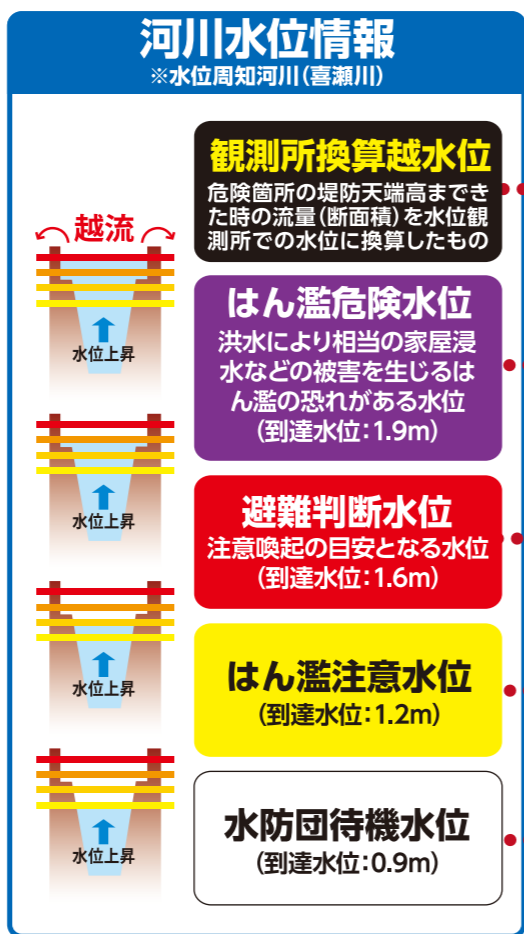 河川水位情報
※水位周知河川(喜瀬川)
観測所換算越水位
危険箇所の堤防天端高まできた時の流量(断面積)を水位観測所での水位に換算したもの
越流
水位上昇
はん濫危険水位
洪水により相当の家屋浸
水などの被害を生じるは
ん濫の恐れがある水位
(到達水位:1.9m)
水位上昇
避難判断水位
注意喚起の目安となる水位
(到達水位:1.6m)
水位上昇
はん濫注意水位
(到達水位:1.2m)
水位上昇
水防団待機水位
(到達水位:0.9m)